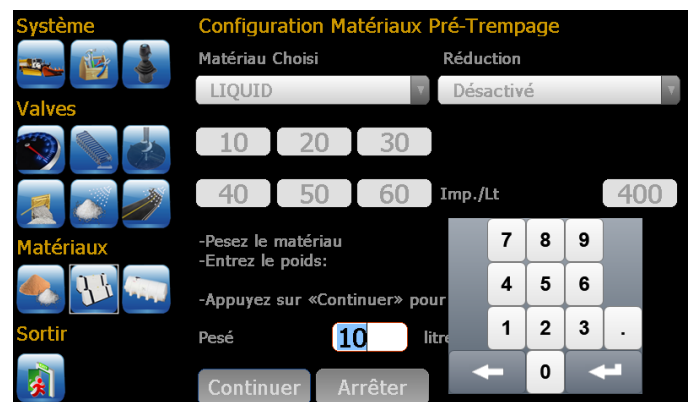 Système
Configuration Matériaux Pré-Trempage
Matériau Choisi
Réduction
LIQUID
Désactivé
Valves
10 20 30
40 50 60 Imp./Lt 400
Matériaux
-Pesez le matériau
-Entrez le poids:
-Appuyez sur «Continuer» pour
Sortir
Pesé 10 litre
Continuer Arrêter
7 8 9
4 5 6
1 2 3 .
0